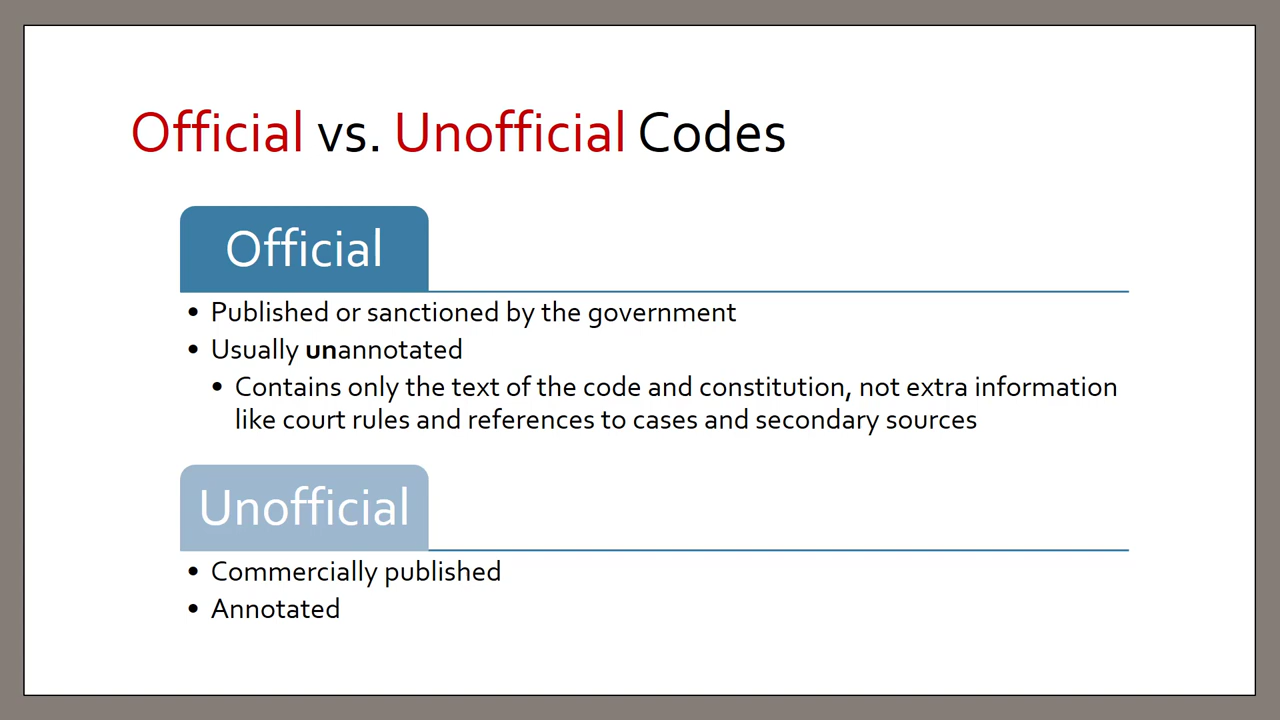 Official vs. Unofficial Codes
Official
• Published or sanctioned by the government
• Usually unannotated
• Contains only the text of the code and constitution, not extra information
like court rules and references to cases and secondary sources
Unofficial
• Commercially published
• Annotated